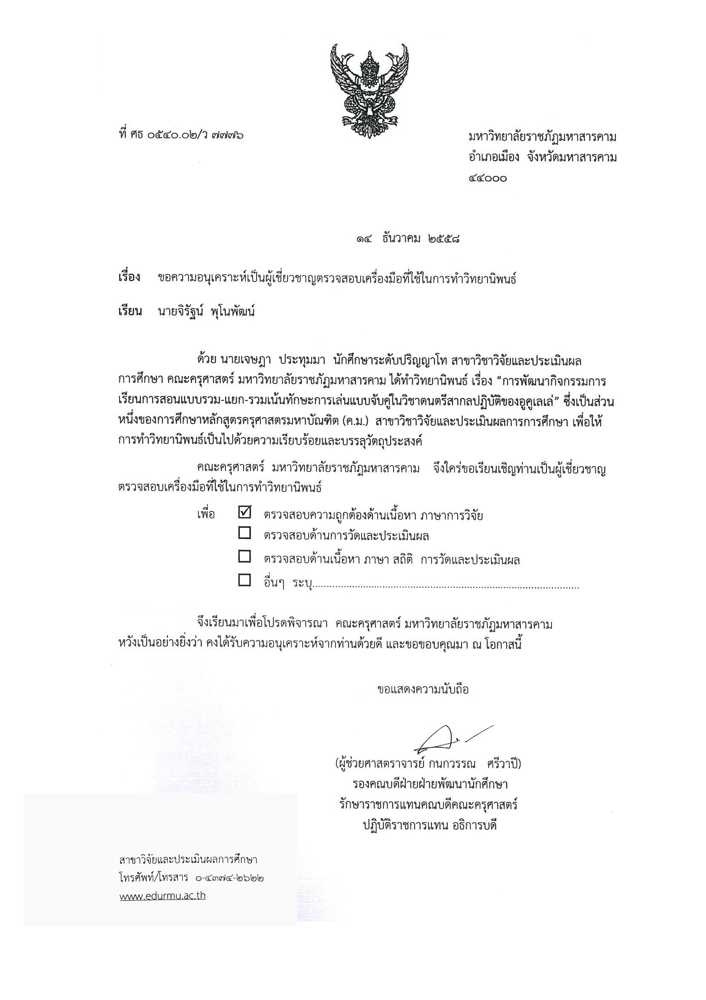 ที่ ศธ ๐๕๔๐.๐๒/ว ๗๗๗๖
มหาวิทยาลัยราชภัฏมหาสารคาม
อำเภอเมือง จังหวัดมหาสารคาม
๔๔๐๐๐
๑๔ ธันวาคม ๒๕๕๘
เรื่อง ขอความอนุเคราะห์เป็นผู้เชี่ยวชาญตรวจสอบเครื่องมือที่ใช้ในการทำวิทยานิพนธ์
เรียน นายจิรัฐน์ พุโนพัฒน์
ด้วย นายเจษฎา ประทุมมา นักศึกษาระดับปริญญาโท สาขาวิชาวิจัยและประเมินผล
การศึกษา คณะครุศาสตร์ มหาวิทยาลัยราชภัฏมหาสารคาม ได้ทำวิทยานิพนธ์ เรื่อง “การพัฒนากิจกรรมการ
เรียนการสอนแบบรวม-แยก-รวมเน้นทักษะการเล่นแบบจับคู่ในวิชาดนตรีสากลปฏิบัติของอูคูเลเล่” ซึ่งเป็นส่วน
หนึ่งของการศึกษาหลักสูตรครุศาสตรมหาบัณฑิต (ค.ม.) สาขาวิชาวิจัยและประเมินผลการการศึกษา เพื่อให้
การทำวิทยานิพนธ์เป็นไปด้วยความเรียบร้อยและบรรลุวัตถุประสงค์
คณะครุศาสตร์ มหาวิทยาลัยราชภัฏมหาสารคาม จึงใคร่ขอเรียนเชิญท่านเป็นผู้เชี่ยวชาญ
ตรวจสอบเครื่องมือที่ใช้ในการทำวิทยานิพนธ์
เพื่อ ☑ ตรวจสอบความถูกต้องด้านเนื้อหา ภาษาการวิจัย
☐ ตรวจสอบด้านการวัดและประเมินผล
☐ ตรวจสอบด้านเนื้อหา ภาษา สถิติ การวัดและประเมินผล
☐ อื่นๆ ระบุ..........................................................................................
จึงเรียนมาเพื่อโปรดพิจารณา คณะครุศาสตร์ มหาวิทยาลัยราชภัฏมหาสารคาม
หวังเป็นอย่างยิ่งว่า คงได้รับความอนุเคราะห์จากท่านด้วยดี และขอขอบคุณมา ณ โอกาสนี้
ขอแสดงความนับถือ
(ผู้ช่วยศาสตราจารย์ กนกวรรณ ศรีวาปี)
รองคณบดีฝ่ายฝ่ายพัฒนานักศึกษา
รักษาราชการแทนคณบดีคณะครุศาสตร์
ปฏิบัติราชการแทน อธิการบดี
สาขาวิจัยและประเมินผลการศึกษา
โทรศัพท์/โทรสาร ๐-๔๓๗๔-๒๖๒๒
www.edurmu.ac.th